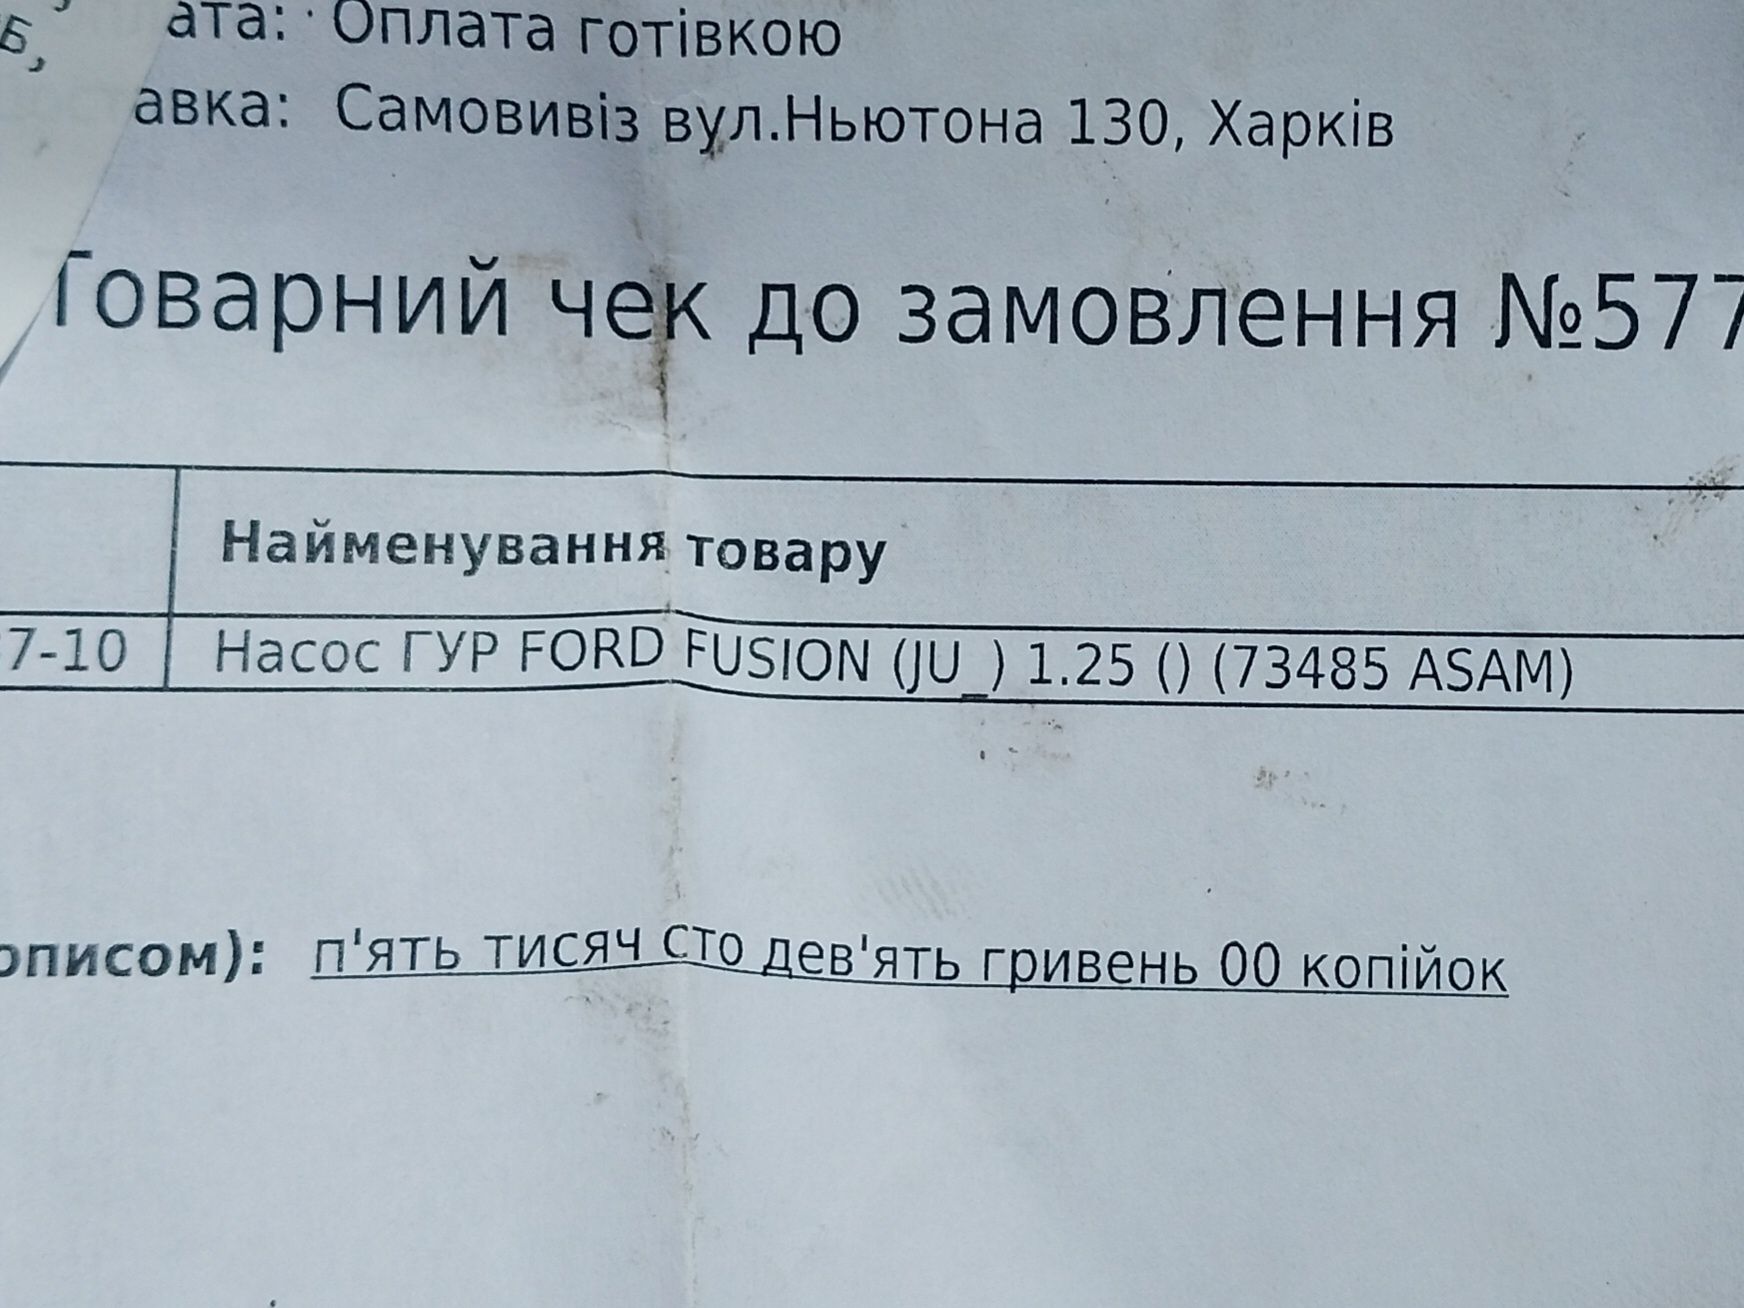 ата: Оплата готівкою
авка: Самовивіз вул.Ньютона 130, Харків
Товарний чек до замовлення №577
Найменування товару
7-10 Насос ГУР FORD FUSION (JU_) 1.25 () (73485 ASAM)
описом): п'ять тисяч сто дев'ять гривень 00 копійок